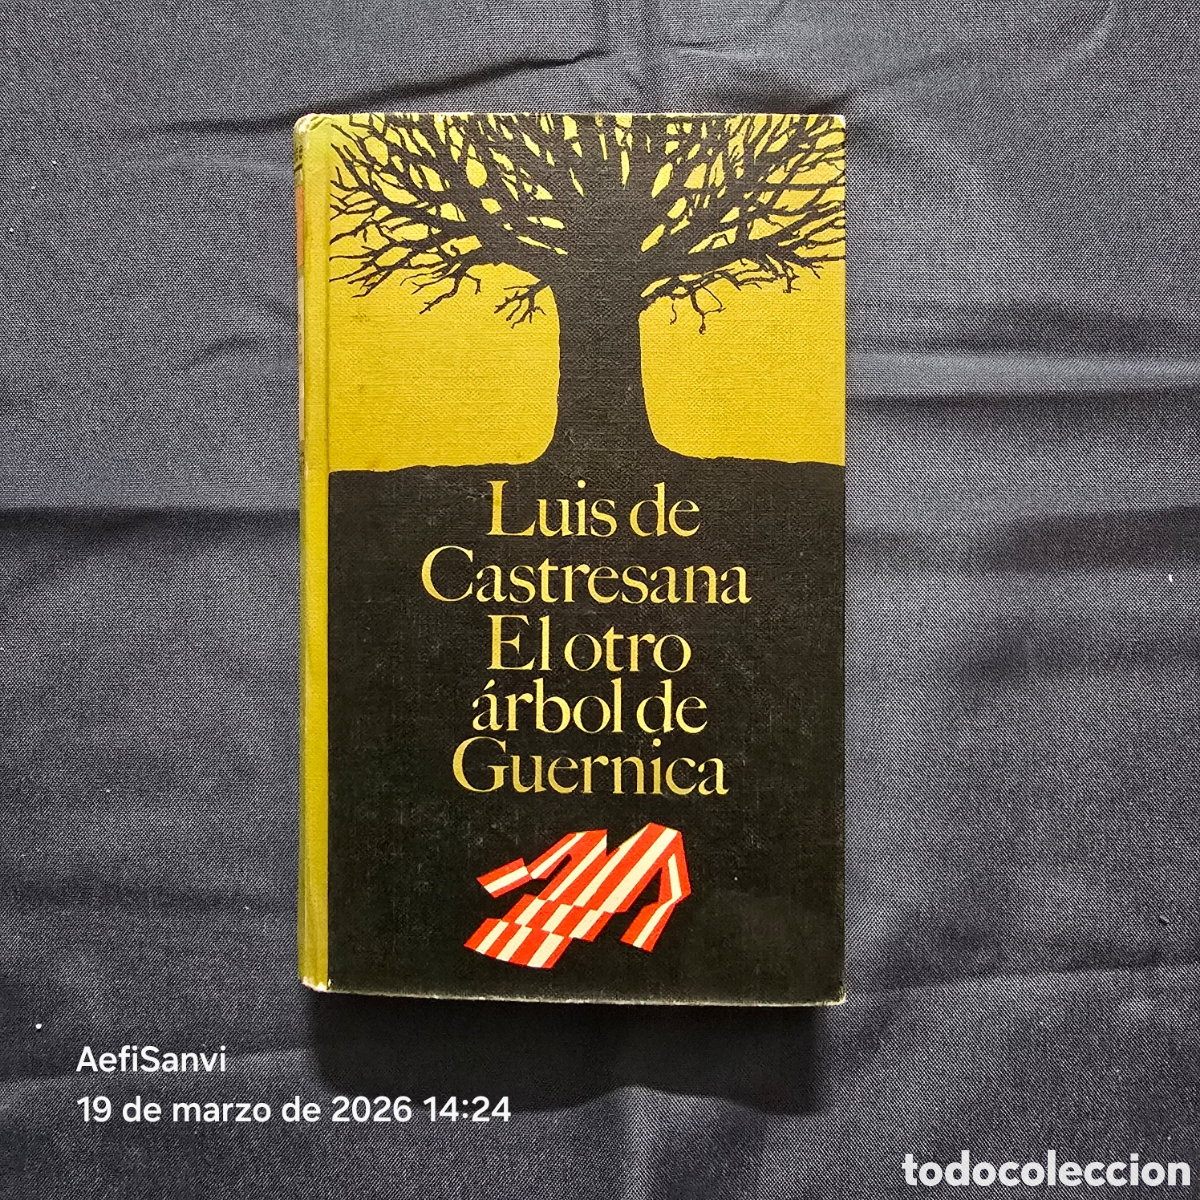 Luis de
Castresana
El otro
árbol de
Guernica
AefiSanvi
19 de marzo de 2026 14:24
todocoleccion